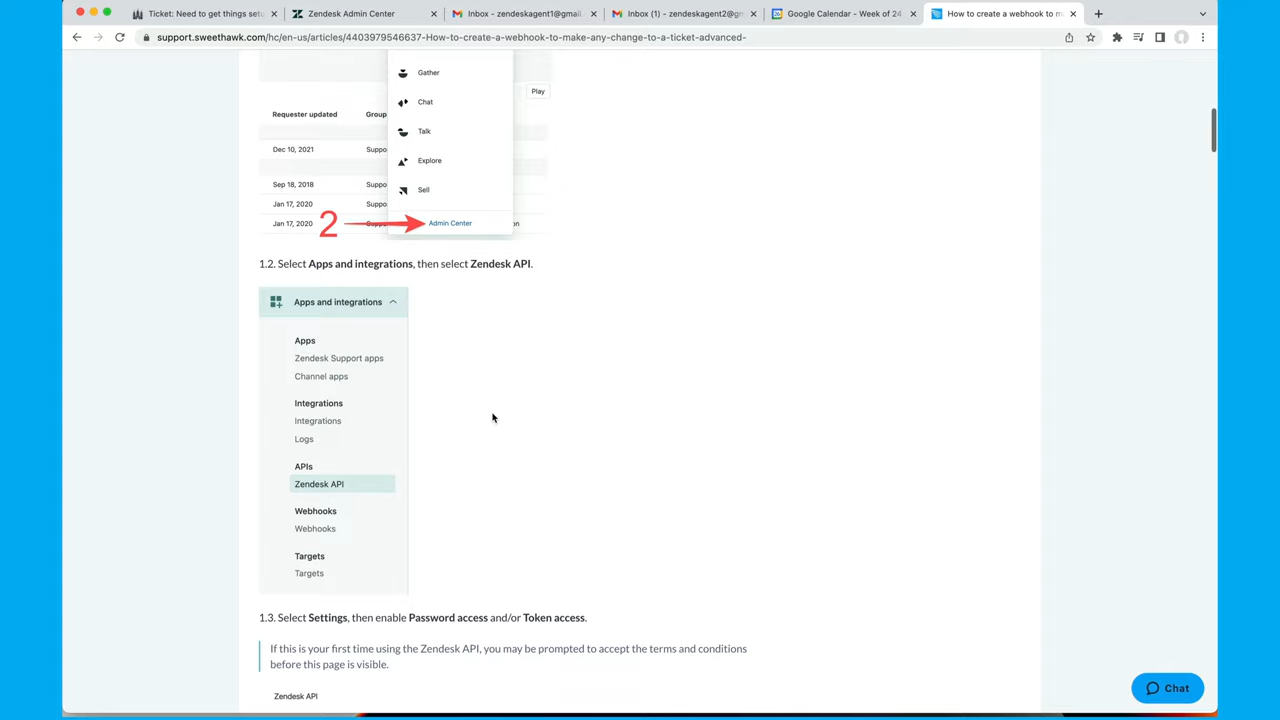 Ticket: Need to get things setu
Zendesk Admin Center
Inbox - zendeskagent1@gmail.
Inbox (1) - zendeskagent2@gm
Google Calendar - Week of 24
How to create a webhook to m
support.sweethawk.com/hc/en-us/articles/4403979546637-How-to-create-a-webhook-to-make-any-change-to-a-ticket-advanced-
Gather
Play
Chat
Requester updated
Group
Talk
Dec 10, 2021
Suppo
Explore
Sep 18, 2018
Suppo
Sell
Jan 17, 2020
Suppo
Jan 17, 2020
2
Admin Center
on
1.2. Select Apps and integrations, then select Zendesk API.
Apps and integrations
Apps
Zendesk Support apps
Channel apps
Integrations
Integrations
Logs
APIs
Zendesk API
Webhooks
Webhooks
Targets
Targets
1.3. Select Settings, then enable Password access and/or Token access.
If this is your first time using the Zendesk API, you may be prompted to accept the terms and conditions
before this page is visible.
Zendesk API
Chat